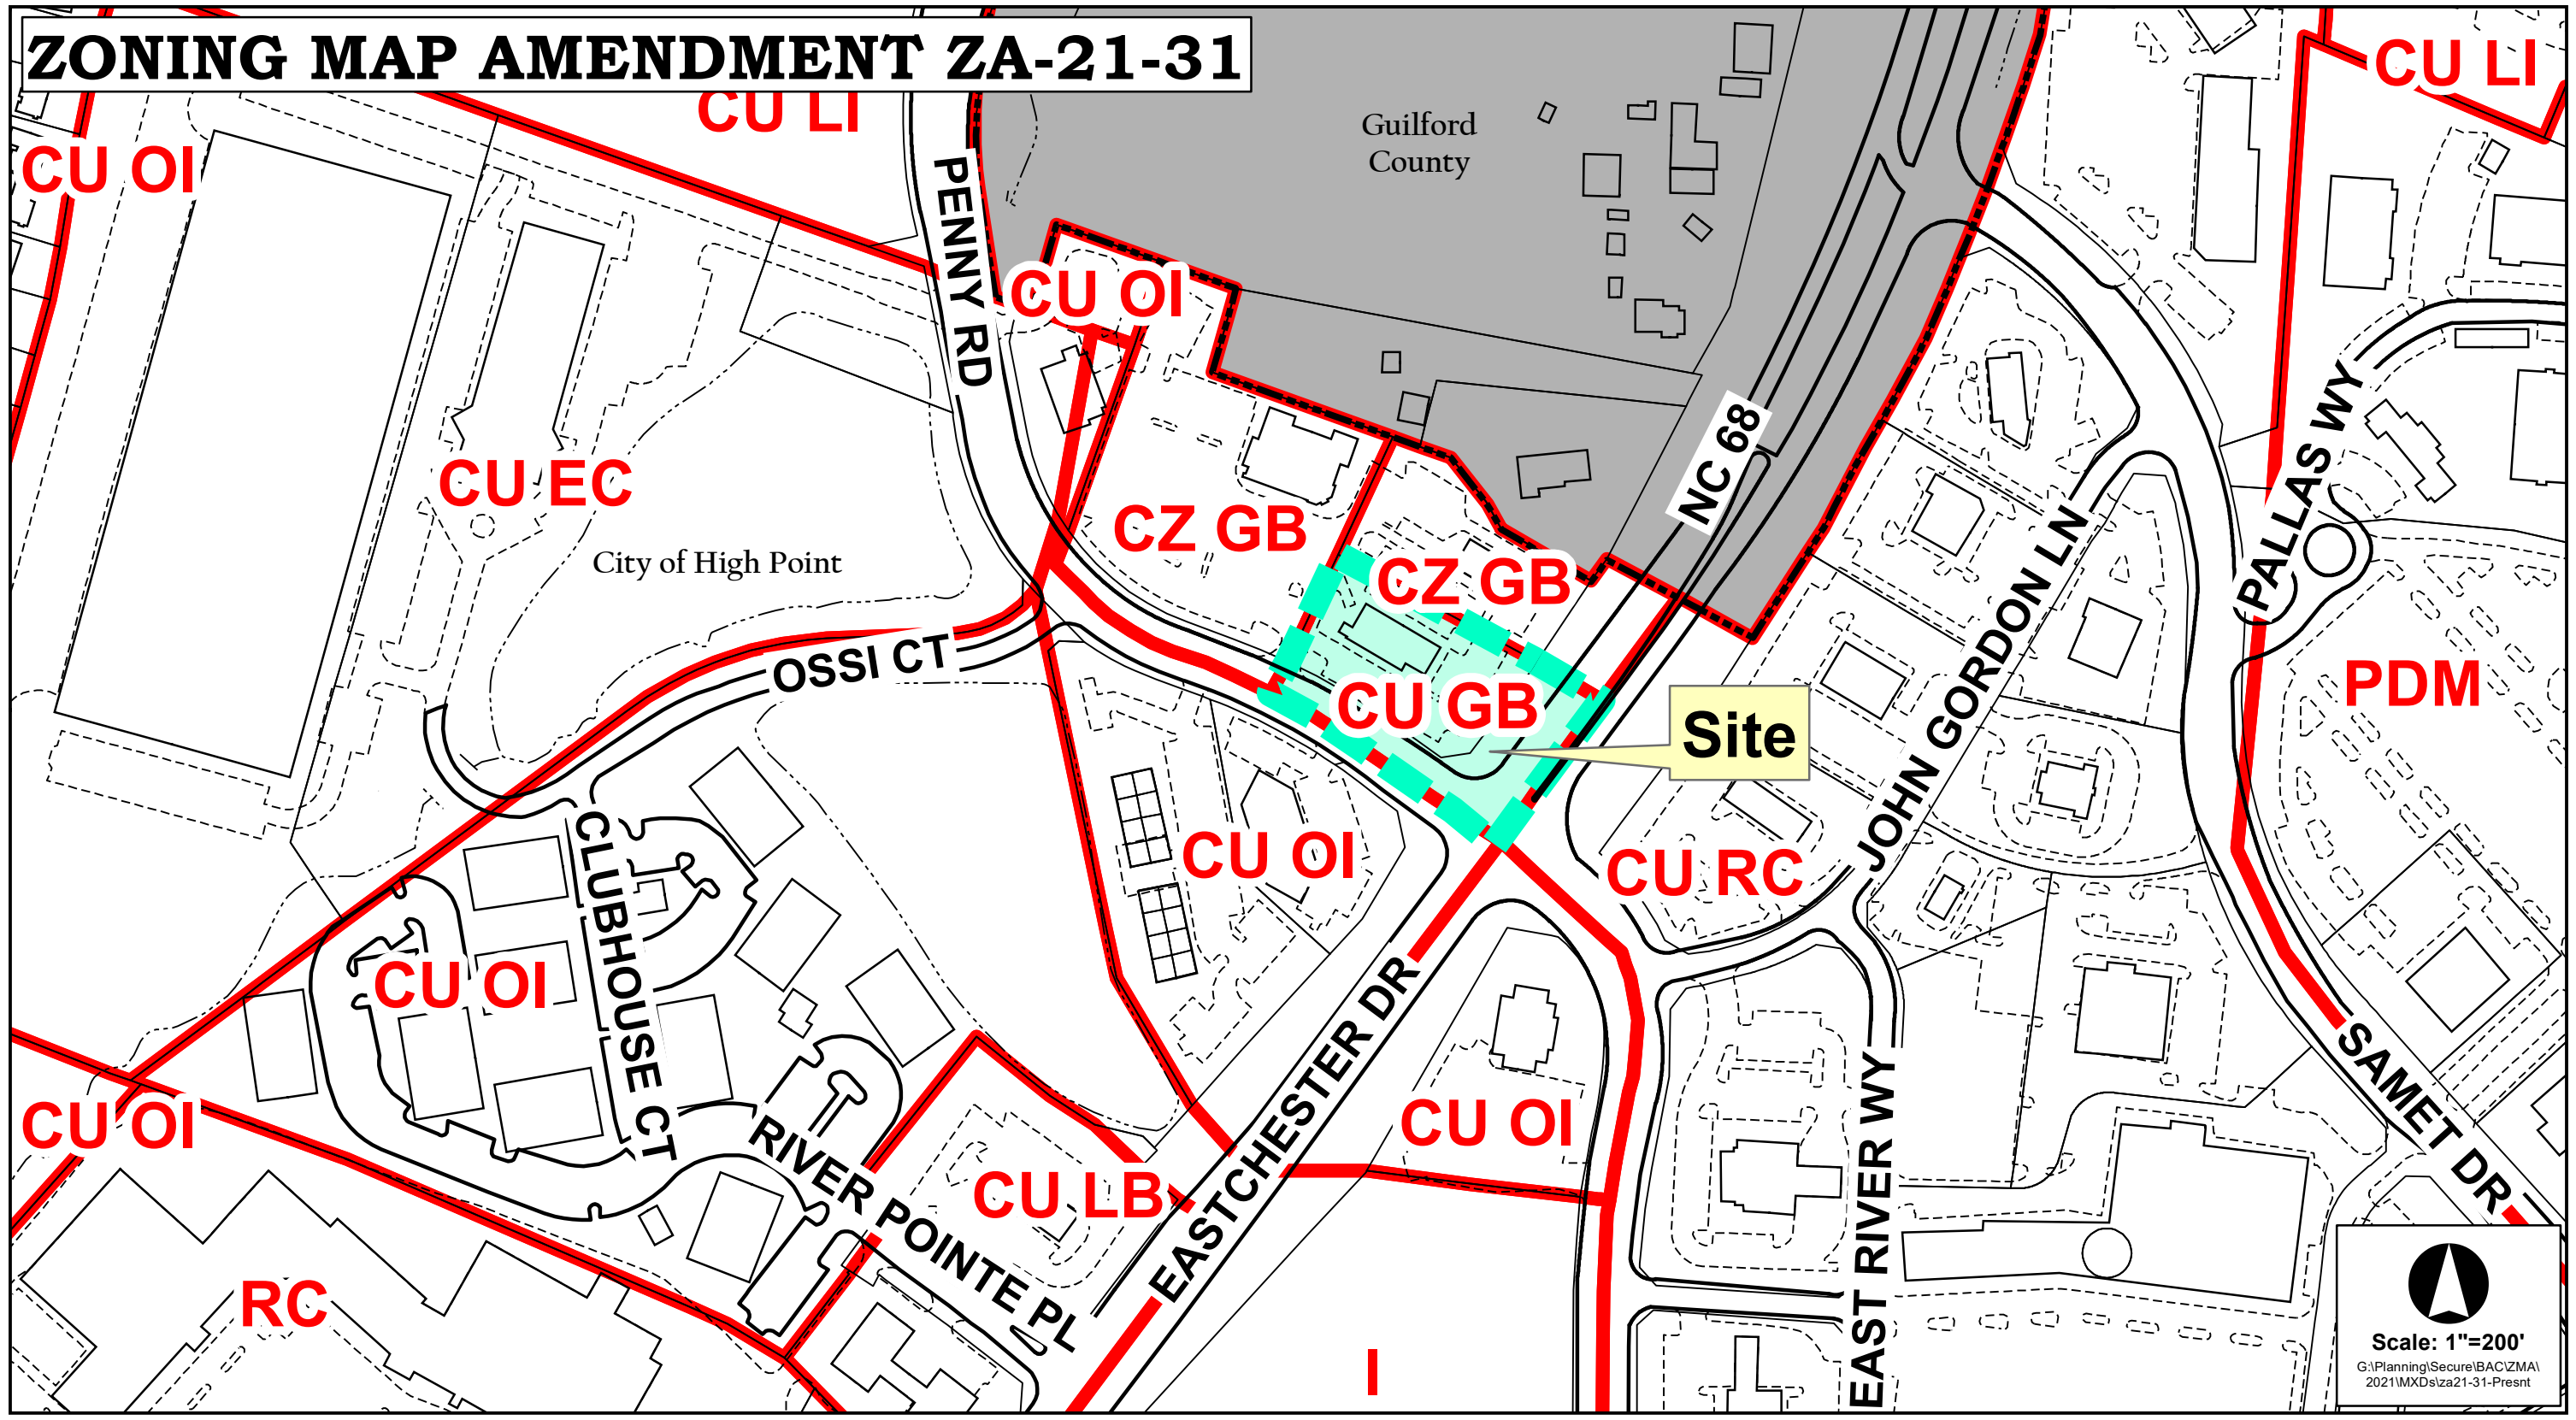 ZONING MAP AMENDMENT ZA-21-31
CU LI
CU LI
CU OI
Guilford
County
PENNY RD
CU OI
NC 68
PALLAS WY
CU EC
CZ GB
City of High Point
CZ GB
JOHN GORDON LN
OSSI CT
CU GB
PDM
Site
CU OI
CU RC
CLUBHOUSE CT
CU OI
EASTCHESTER DR
CU OI
CU OI
SAMET DR
RIVER POINTE PL
CU LB
EAST RIVER WY
RC
I
Scale: 1"=200'
G:\Planning\Secure\BAC\ZMA\
2021\MXDs\za21-31-Presnt